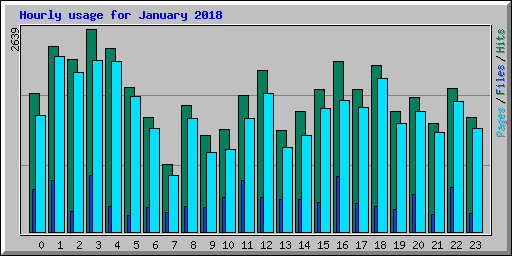 Hourly usage for January 2018
2639
Pages / Files / Hits
0 1 2 3 4 5 6 7 8 9 10 11 12 13 14 15 16 17 18 19 20 21 22 23